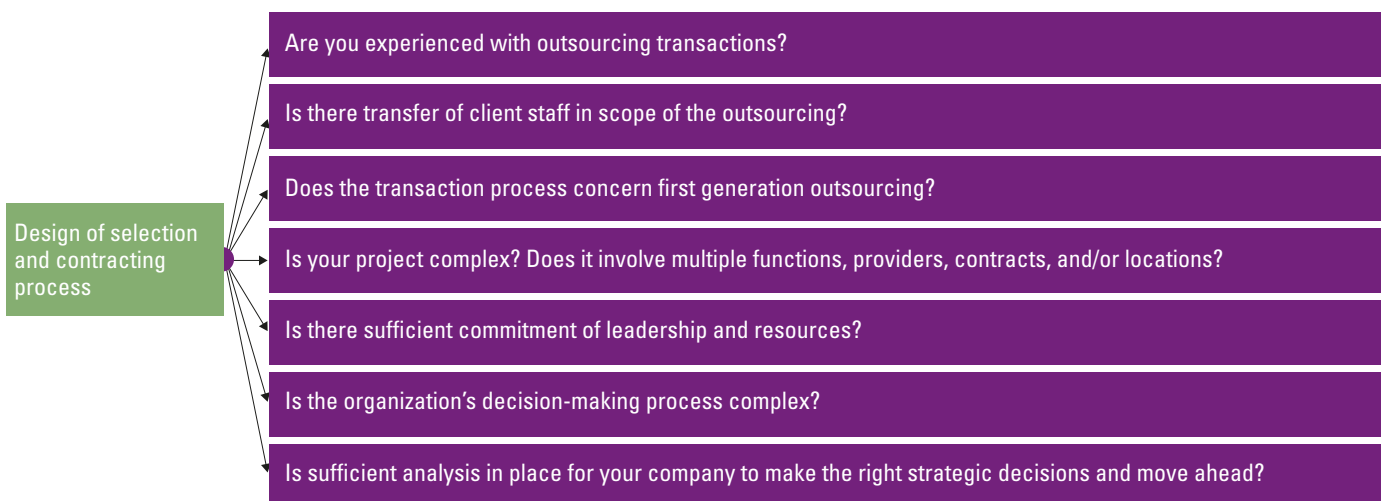 Are you experienced with outsourcing transactions?
Is there transfer of client staff in scope of the outsourcing?
Does the transaction process concern first generation outsourcing?
Design of selection
and contracting
process
Is your project complex? Does it involve multiple functions, providers, contracts, and/or locations?
Is there sufficient commitment of leadership and resources?
Is the organization’s decision-making process complex?
Is sufficient analysis in place for your company to make the right strategic decisions and move ahead?